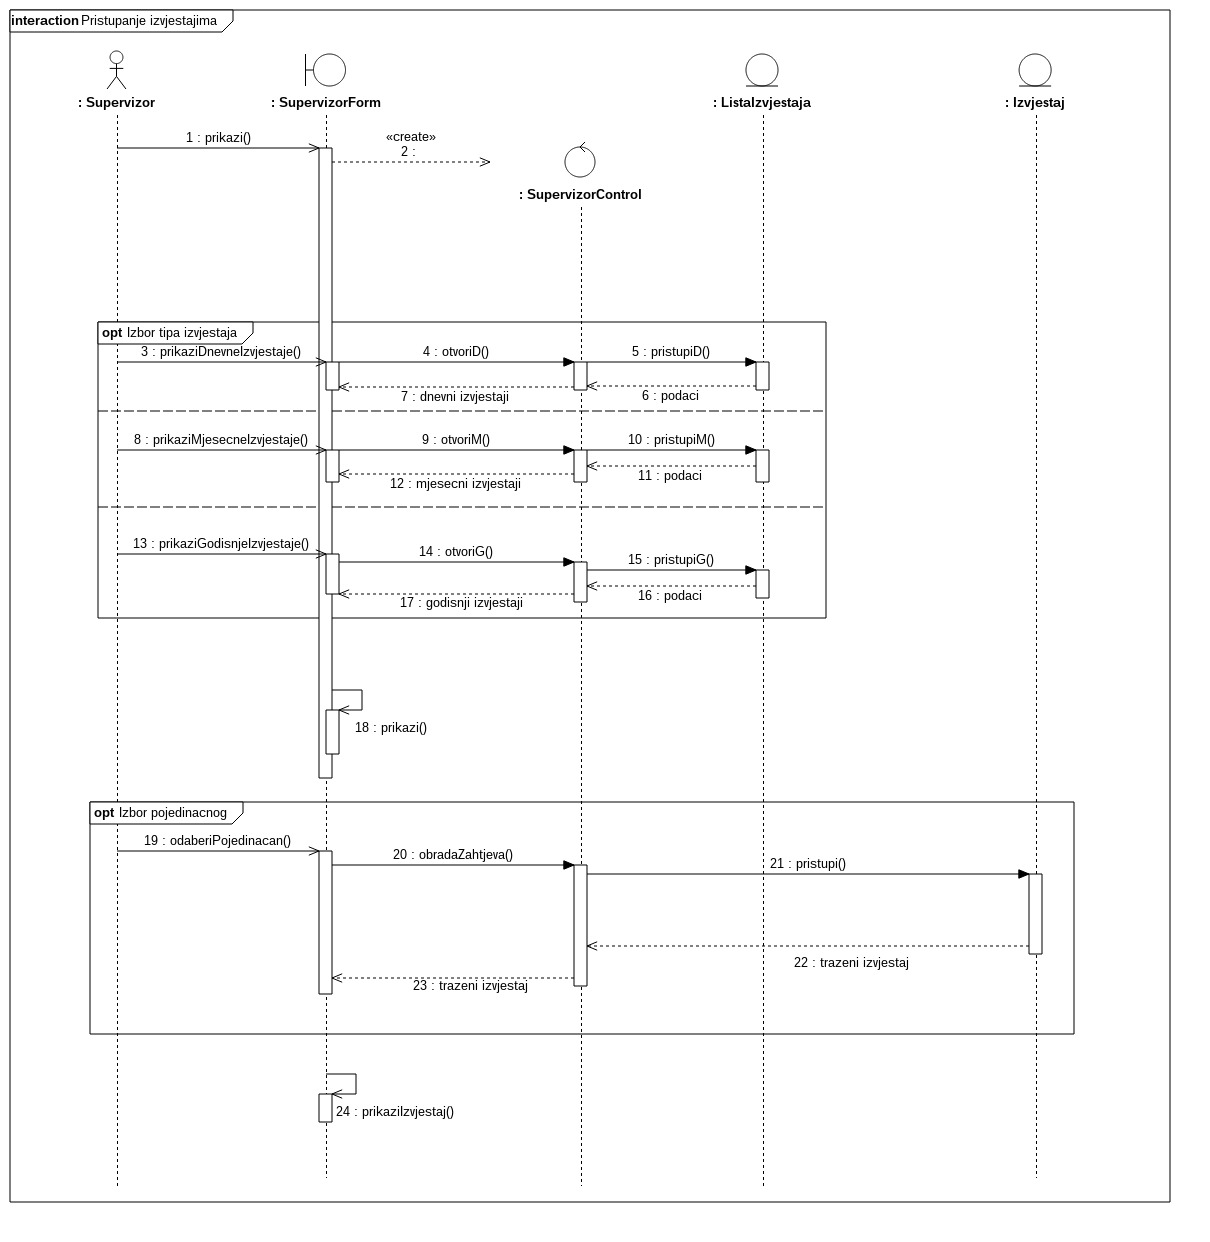 interaction Pristupanje izvjestajima
: Supervizor
: SupervizorForm
: ListaIzvjestaja
: Izvjestaj
1 : prikazi()
«create»
2 :
: SupervizorControl
opt Izbor tipa izvjestaja
3 : prikaziDnevneIzvjestaje()
4 : otvoriD()
5 : pristupiD()
6 : podaci
7 : dnevni izvjestaji
8 : prikaziMjesecneIzvjestaje()
9 : otvoriM()
10 : pristupiM()
11 : podaci
12 : mjesecni izvjestaji
13 : prikaziGodisnjeIzvjestaje()
14 : otvoriG()
15 : pristupiG()
16 : podaci
17 : godisnji izvjestaji
18 : prikazi()
opt Izbor pojedinacnog
19 : odaberiPojedinacan()
20 : obradaZahtjeva()
21 : pristupi()
22 : trazeni izvjestaj
23 : trazeni izvjestaj
24 : prikaziIzvjestaj()